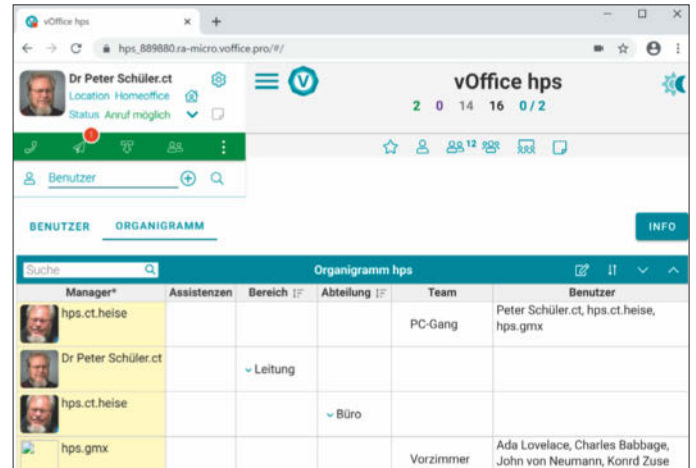 vOffice hps
hps_889880.ra-micro.voffice.pro/#/
Dr Peter Schüler.ct
Location Homeoffice
Status Anruf möglich
vOffice hps
2 0 14 16 0/2
1
12
Benutzer
BENUTZER ORGANIGRAMM
INFO
Suche
Organigramm hps
Manager* Assistenzen Bereich Abteilung Team Benutzer
hps.ct.heise
PC-Gang
Peter Schüler.ct, hps.ct.heise,
hps.gmx
Dr Peter Schüler.ct
Leitung
hps.ct.heise
Büro
hps.gmx
Vorzimmer
Ada Lovelace, Charles Babbage,
John von Neumann, Konrd Zuse